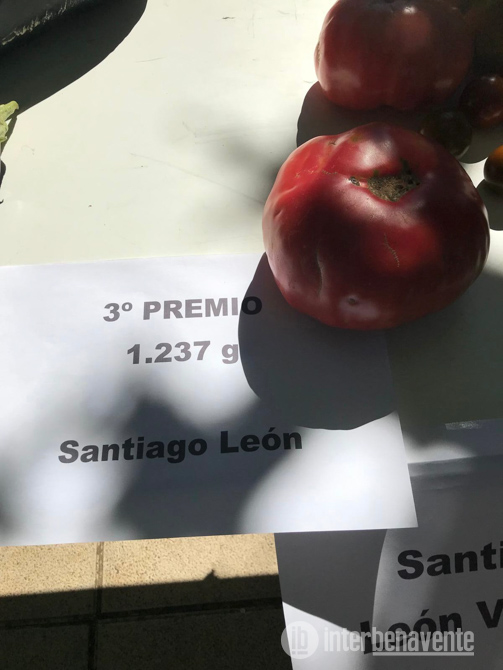 3º PREMIO
1.237 g
Santiago León
Santi
León V
interbenavente